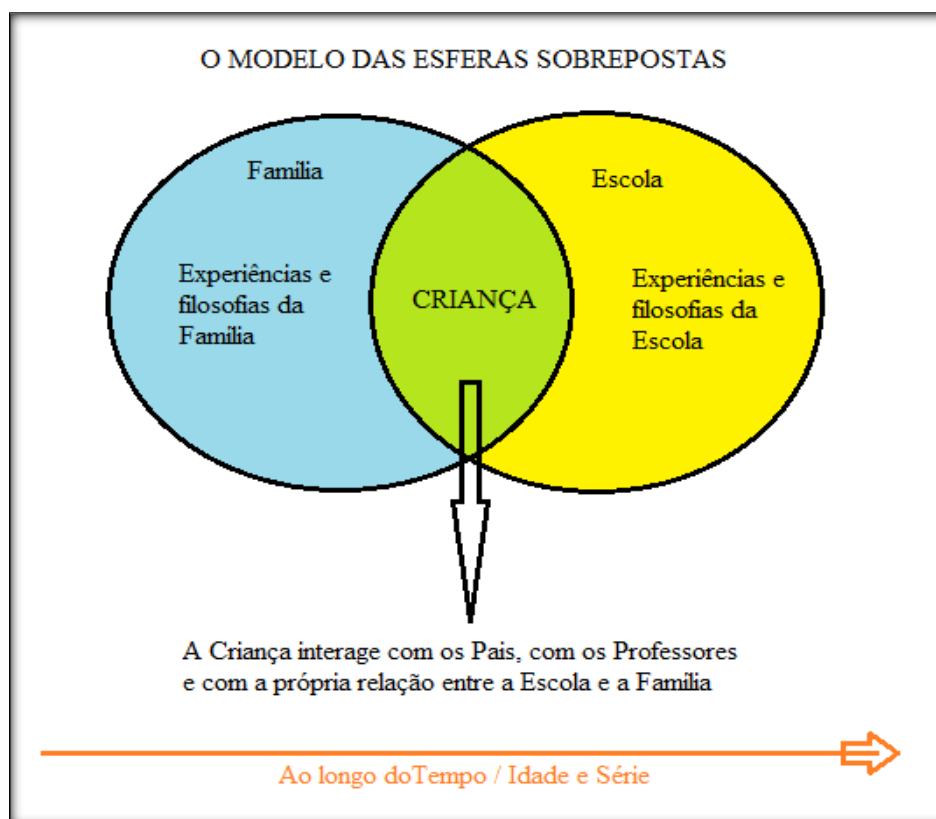 O MODELO DAS ESFERAS SOBREPOSTAS
Família
Escola
Experiências e
filosofias da
Família
CRIANÇA
Experiências e
filosofias da
Escola
A Criança interage com os Pais, com os Professores
e com a própria relação entre a Escola e a Família
Ao longo doTempo / Idade e Série